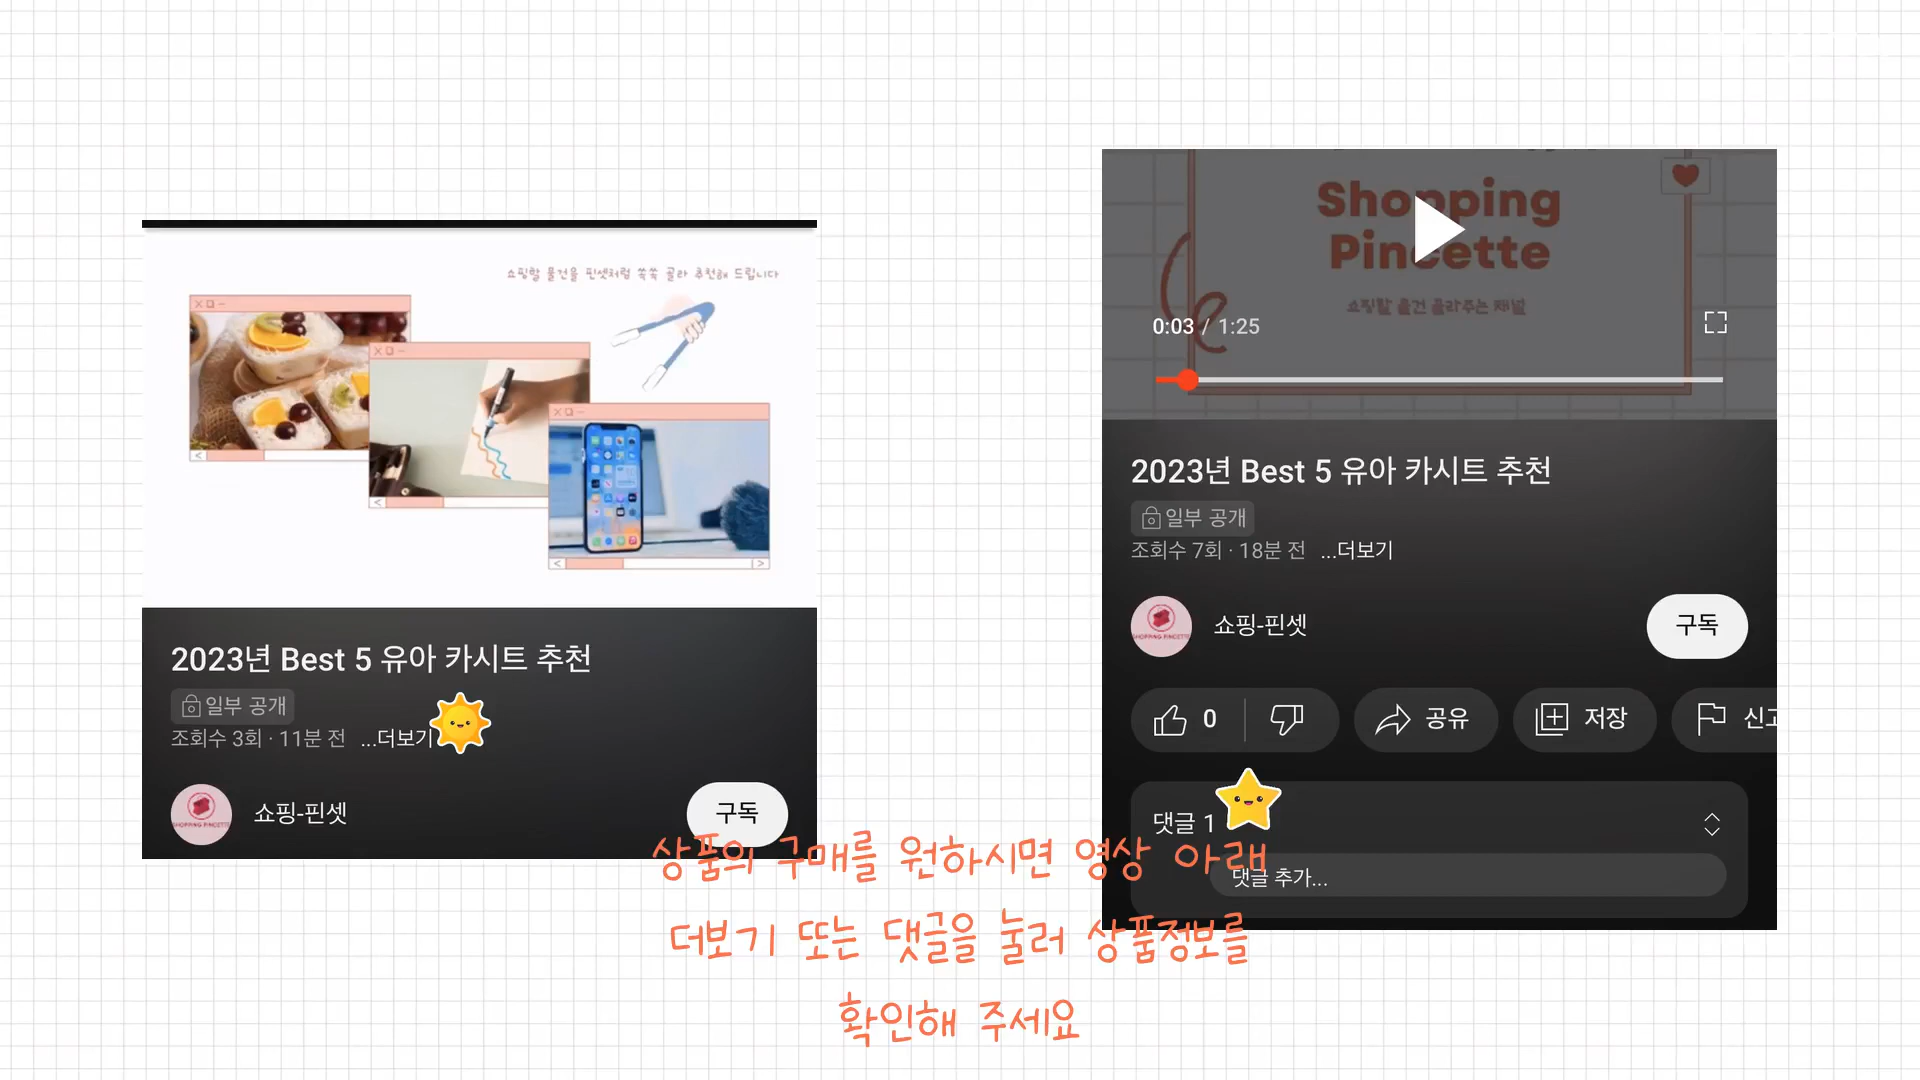 쇼핑할 물건을 핀셋처럼 쏙쏙 골라 추천해 드립니다
2023년 Best 5 유아 카시트 추천
일부 공개
조회수 3회 · 11분 전 ...더보기
SHOPPING PINCETTE
쇼핑-핀셋
구독
Shopping
Pincette
쇼핑할 물건 골라주는 채널
0:03 / 1:25
2023년 Best 5 유아 카시트 추천
일부 공개
조회수 7회 · 18분 전 ...더보기
SHOPPING PINCETTE
쇼핑-핀셋
구독
0
공유
저장
신고
댓글 1
댓글 추가...
상품의 구매를 원하시면 영상 아래
더보기 또는 댓글을 눌러 상품정보를
확인해 주세요